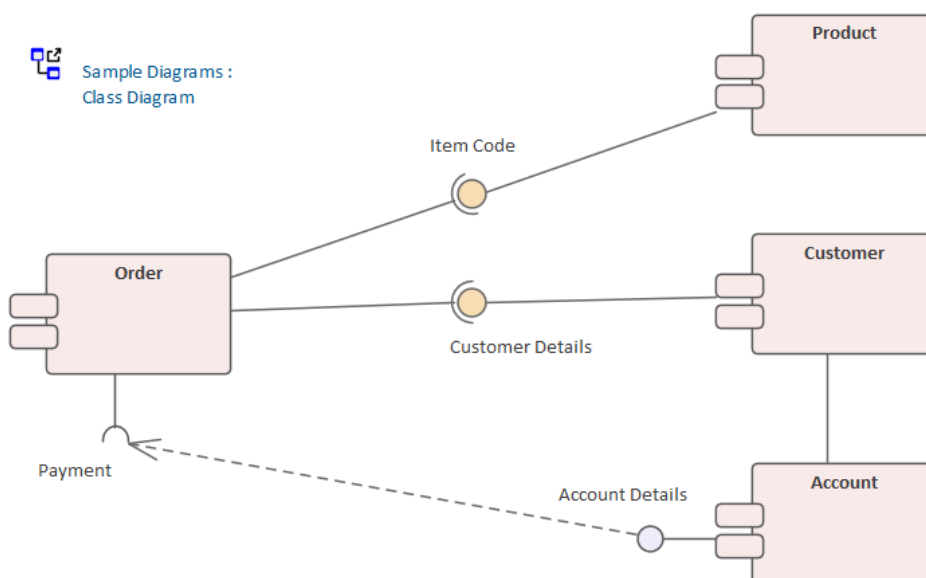 Product
Sample Diagrams :
Class Diagram
Item Code
Order
Customer
Customer Details
Payment
Account Details
Account